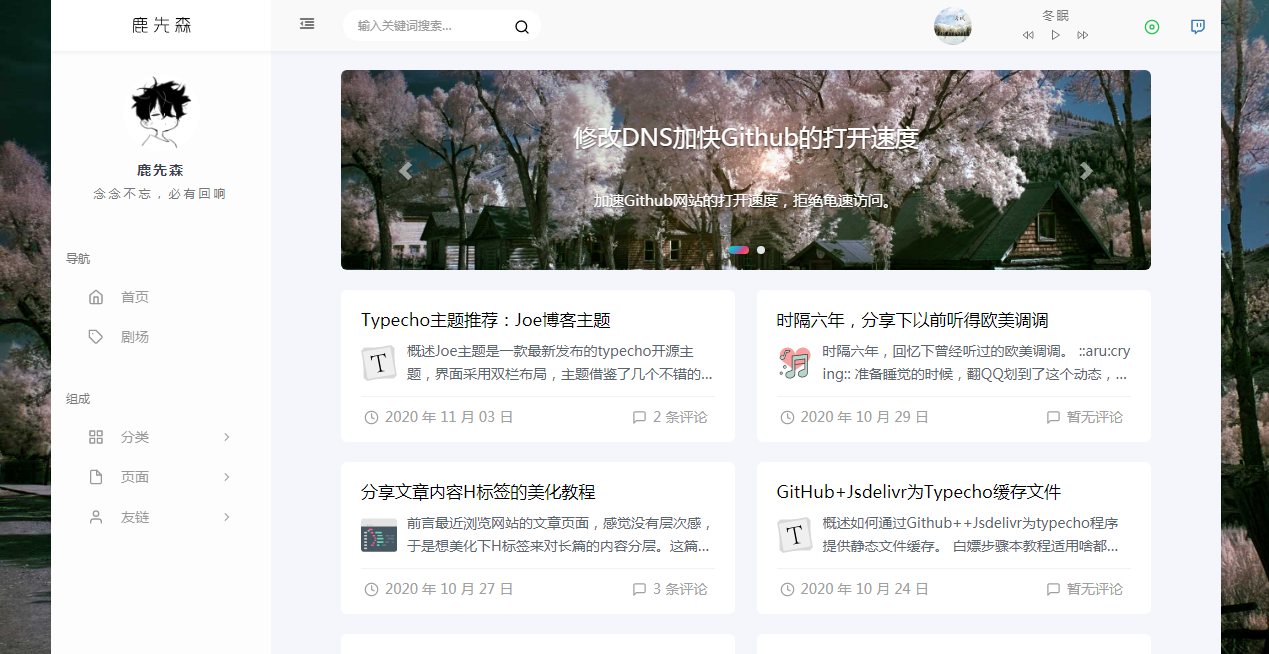 鹿先森
输入关键词搜索...
冬眠
鹿先森
念念不忘，必有回响
导航
首页
剧场
组成
分类
页面
友链
修改DNS加快Github的打开速度
加速Github网站的打开速度，拒绝龟速访问。
Typecho主题推荐：Joe博客主题
T
概述Joe主题是一款最新发布的typecho开源主
题，界面采用双栏布局，主题借鉴了几个不错的...
2020 年 11 月 03 日
2 条评论
时隔六年，分享下以前听得欧美调调
时隔六年，回忆下曾经听过的欧美调调。 ::aru:cry
ing:: 准备睡觉的时候，翻QQ划到了这个动态，...
2020 年 10 月 29 日
暂无评论
分享文章内容H标签的美化教程
前言最近浏览网站的文章页面，感觉没有层次感，
于是想美化下H标签来对长篇的内容分层。这篇...
2020 年 10 月 27 日
3 条评论
GitHub+Jsdelivr为Typecho缓存文件
T
概述如何通过Github++Jsdelivr为typecho程序
提供静态文件缓存。 白嫖步骤本教程适用啥都...
2020 年 10 月 24 日
暂无评论